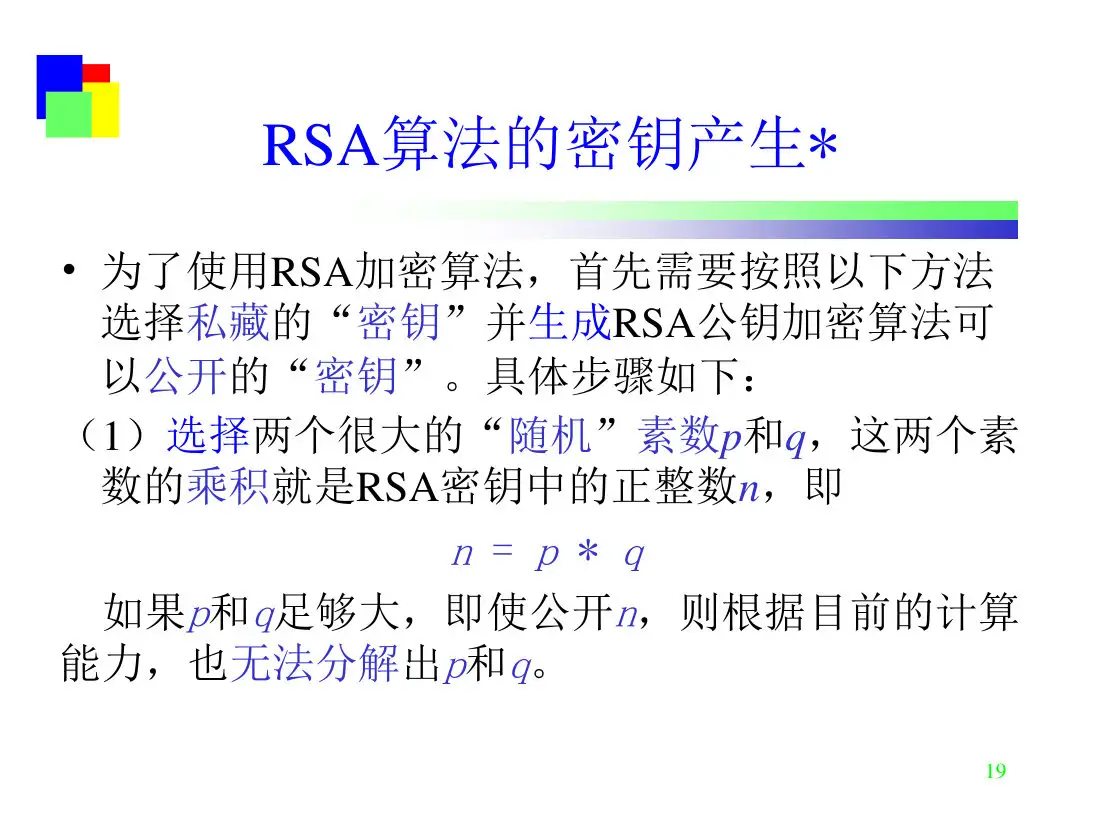 RSA算法的密钥产生*
• 为了使用RSA加密算法，首先需要按照以下方法
选择私藏的“密钥”并生成RSA公钥加密算法可
以公开的“密钥”。具体步骤如下：
（1）选择两个很大的“随机”素数p和q，这两个素
数的乘积就是RSA密钥中的正整数n，即
n = p * q
如果p和q足够大，即使公开n，则根据目前的计算
能力，也无法分解出p和q。
19